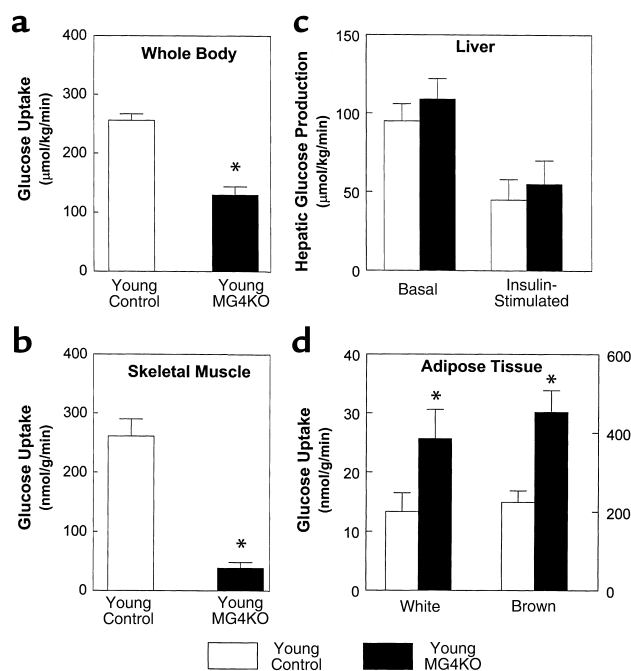 a
Whole Body
Glucose Uptake
(μmol/kg/min)
400
300
200
100
0
*
Young
Control
Young
MG4KO
c
Liver
Hepatic Glucose Production
(μmol/kg/min)
150
100
50
0
Basal
Insulin-
Stimulated
b
Skeletal Muscle
Glucose Uptake
(nmol/g/min)
400
300
200
100
0
*
Young
Control
Young
MG4KO
d
Adipose Tissue
Glucose Uptake
(nmol/g/min)
40
30
20
10
0
*
*
600
400
200
0
White
Brown
Young
Control
Young
MG4KO